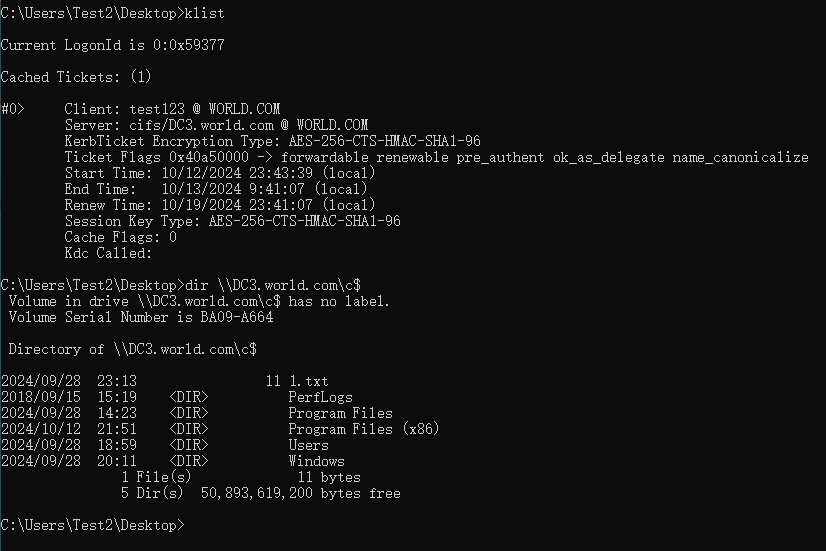 C:\Users\Test2\Desktop>klist
Current LogonId is 0:0x59377
Cached Tickets: (1)
#0>     Client: test123 @ WORLD.COM
        Server: cifs/DC3.world.com @ WORLD.COM
        KerbTicket Encryption Type: AES-256-CTS-HMAC-SHA1-96
        Ticket Flags 0x40a50000 -> forwardable renewable pre_authent ok_as_delegate name_canonicalize
        Start Time: 10/12/2024 23:43:39 (local)
        End Time:   10/13/2024 9:41:07 (local)
        Renew Time: 10/19/2024 23:41:07 (local)
        Session Key Type: AES-256-CTS-HMAC-SHA1-96
        Cache Flags: 0
        Kdc Called:
C:\Users\Test2\Desktop>dir \\DC3.world.com\c$
 Volume in drive \\DC3.world.com\c$ has no label.
 Volume Serial Number is BA09-A664
 Directory of \\DC3.world.com\c$
2024/09/28  23:13                11 1.txt
2018/09/15  15:19    <DIR>          PerfLogs
2024/09/28  14:23    <DIR>          Program Files
2024/10/12  21:51    <DIR>          Program Files (x86)
2024/09/28  18:59    <DIR>          Users
2024/09/28  20:11    <DIR>          Windows
               1 File(s)             11 bytes
               5 Dir(s)  50,893,619,200 bytes free
C:\Users\Test2\Desktop>